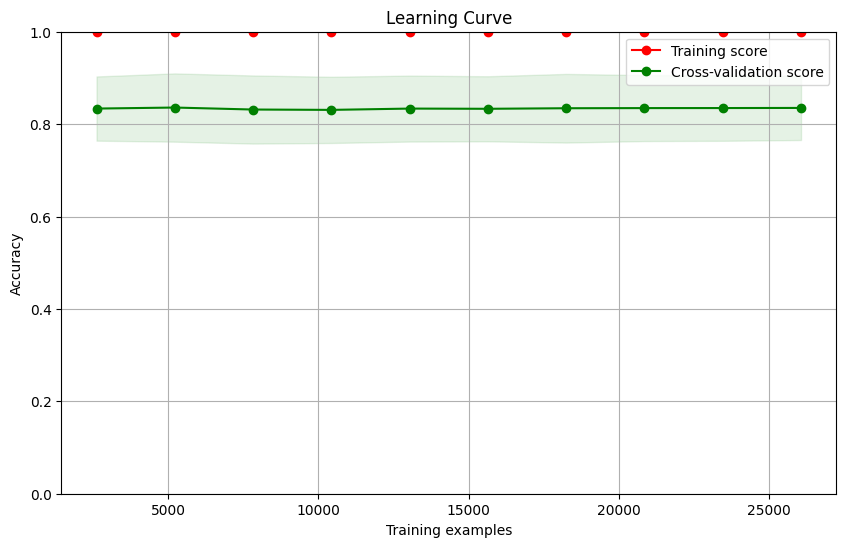 Learning Curve
Training score
Cross-validation score
1.0
0.8
0.6
0.4
0.2
0.0
Accuracy
5000 10000 15000 20000 25000
Training examples